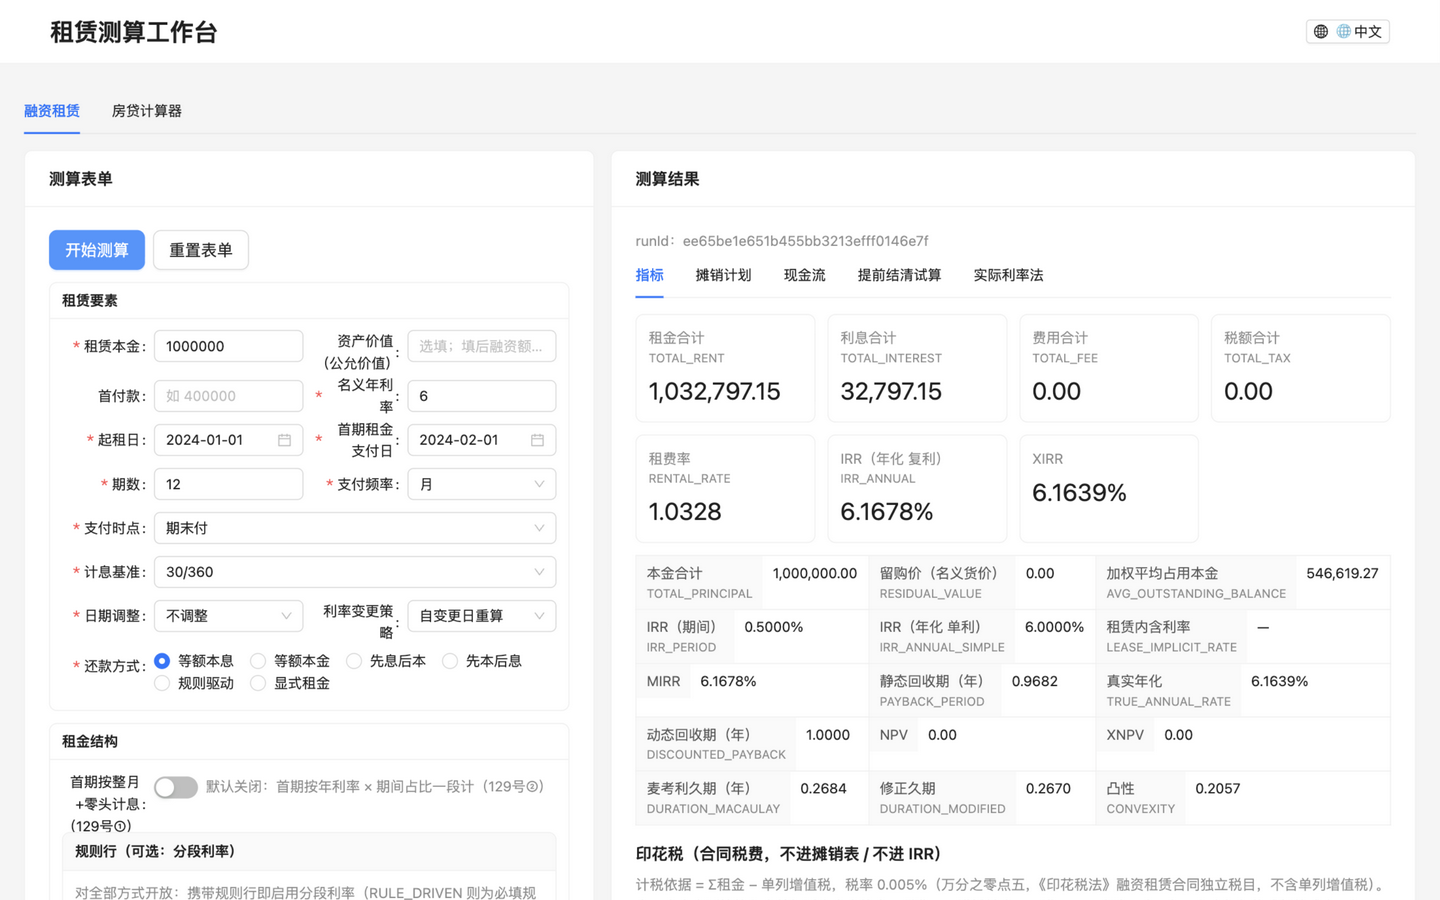 租赁测算工作台
🌐 中文
融资租赁
房贷计算器
测算表单
开始测算
重置表单
租赁要素
* 租赁本金:
1000000
资产价值
(公允价值) :
选填；填后融资额...
首付款:
如 400000
* 名义年利
率 :
6
* 起租日:
2024-01-01
* 首期租金
支付日 :
2024-02-01
* 期数:
12
* 支付频率:
月
* 支付时点:
期末付
* 计息基准:
30/360
* 日期调整:
不调整
利率变更策
略 :
自变更日重算
* 还款方式:
等额本息
等额本金
先息后本
先本后息
规则驱动
显式租金
租金结构
首期按整月
+零头计息:
(129号①)
默认关闭：首期按年利率 × 期间占比一段计（129号②）
规则行（可选：分段利率）
对全部方式开放：携带规则行即启用分段利率（RULE_DRIVEN 则为必填规
测算结果
runId：ee65be1e651b455bb3213efff0146e7f
指标
摊销计划
现金流
提前结清试算
实际利率法
租金合计
TOTAL_RENT
1,032,797.15
利息合计
TOTAL_INTEREST
32,797.15
费用合计
TOTAL_FEE
0.00
税额合计
TOTAL_TAX
0.00
租费率
RENTAL_RATE
1.0328
IRR（年化 复利）
IRR_ANNUAL
6.1678%
XIRR
6.1639%
本金合计
TOTAL_PRINCIPAL
1,000,000.00
留购价（名义货价）
RESIDUAL_VALUE
0.00
加权平均占用本金
AVG_OUTSTANDING_BALANCE
546,619.27
IRR（期间）
IRR_PERIOD
0.5000%
IRR（年化 单利）
IRR_ANNUAL_SIMPLE
6.0000%
租赁内含利率
LEASE_IMPLICIT_RATE
—
MIRR
6.1678%
静态回收期（年）
PAYBACK_PERIOD
0.9682
真实年化
TRUE_ANNUAL_RATE
6.1639%
动态回收期（年）
DISCOUNTED_PAYBACK
1.0000
NPV
0.00
XNPV
0.00
麦考利久期（年）
DURATION_MACAULAY
0.2684
修正久期
DURATION_MODIFIED
0.2670
凸性
CONVEXITY
0.2057
印花税（合同税费，不进摊销表 / 不进 IRR）
计税依据 = Σ租金 − 单列增值税，税率 0.005%（万分之零点五，《印花税法》融资租赁合同独立税目，不含单列增值税）。